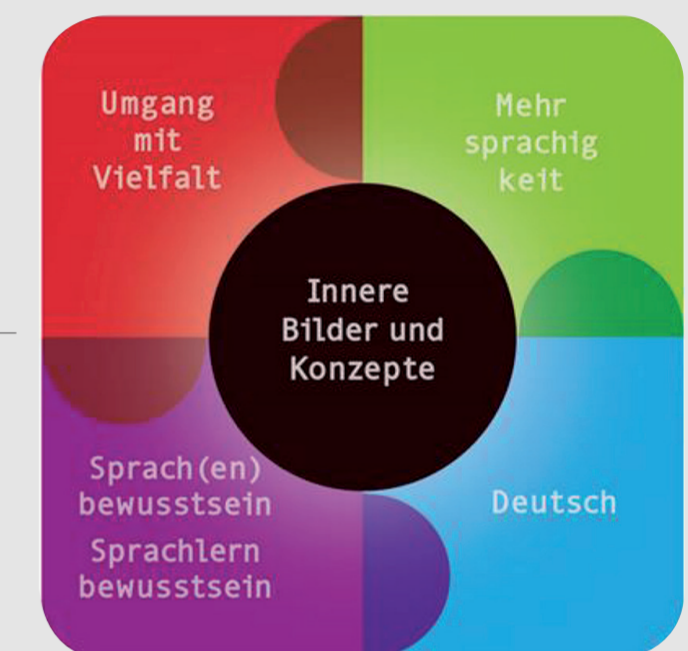 Umgang
mit
Vielfalt
Mehr
sprachig
keit
Innere
Bilder und
Konzepte
Sprach(en)
bewusstsein
Sprachlern
bewusstsein
Deutsch